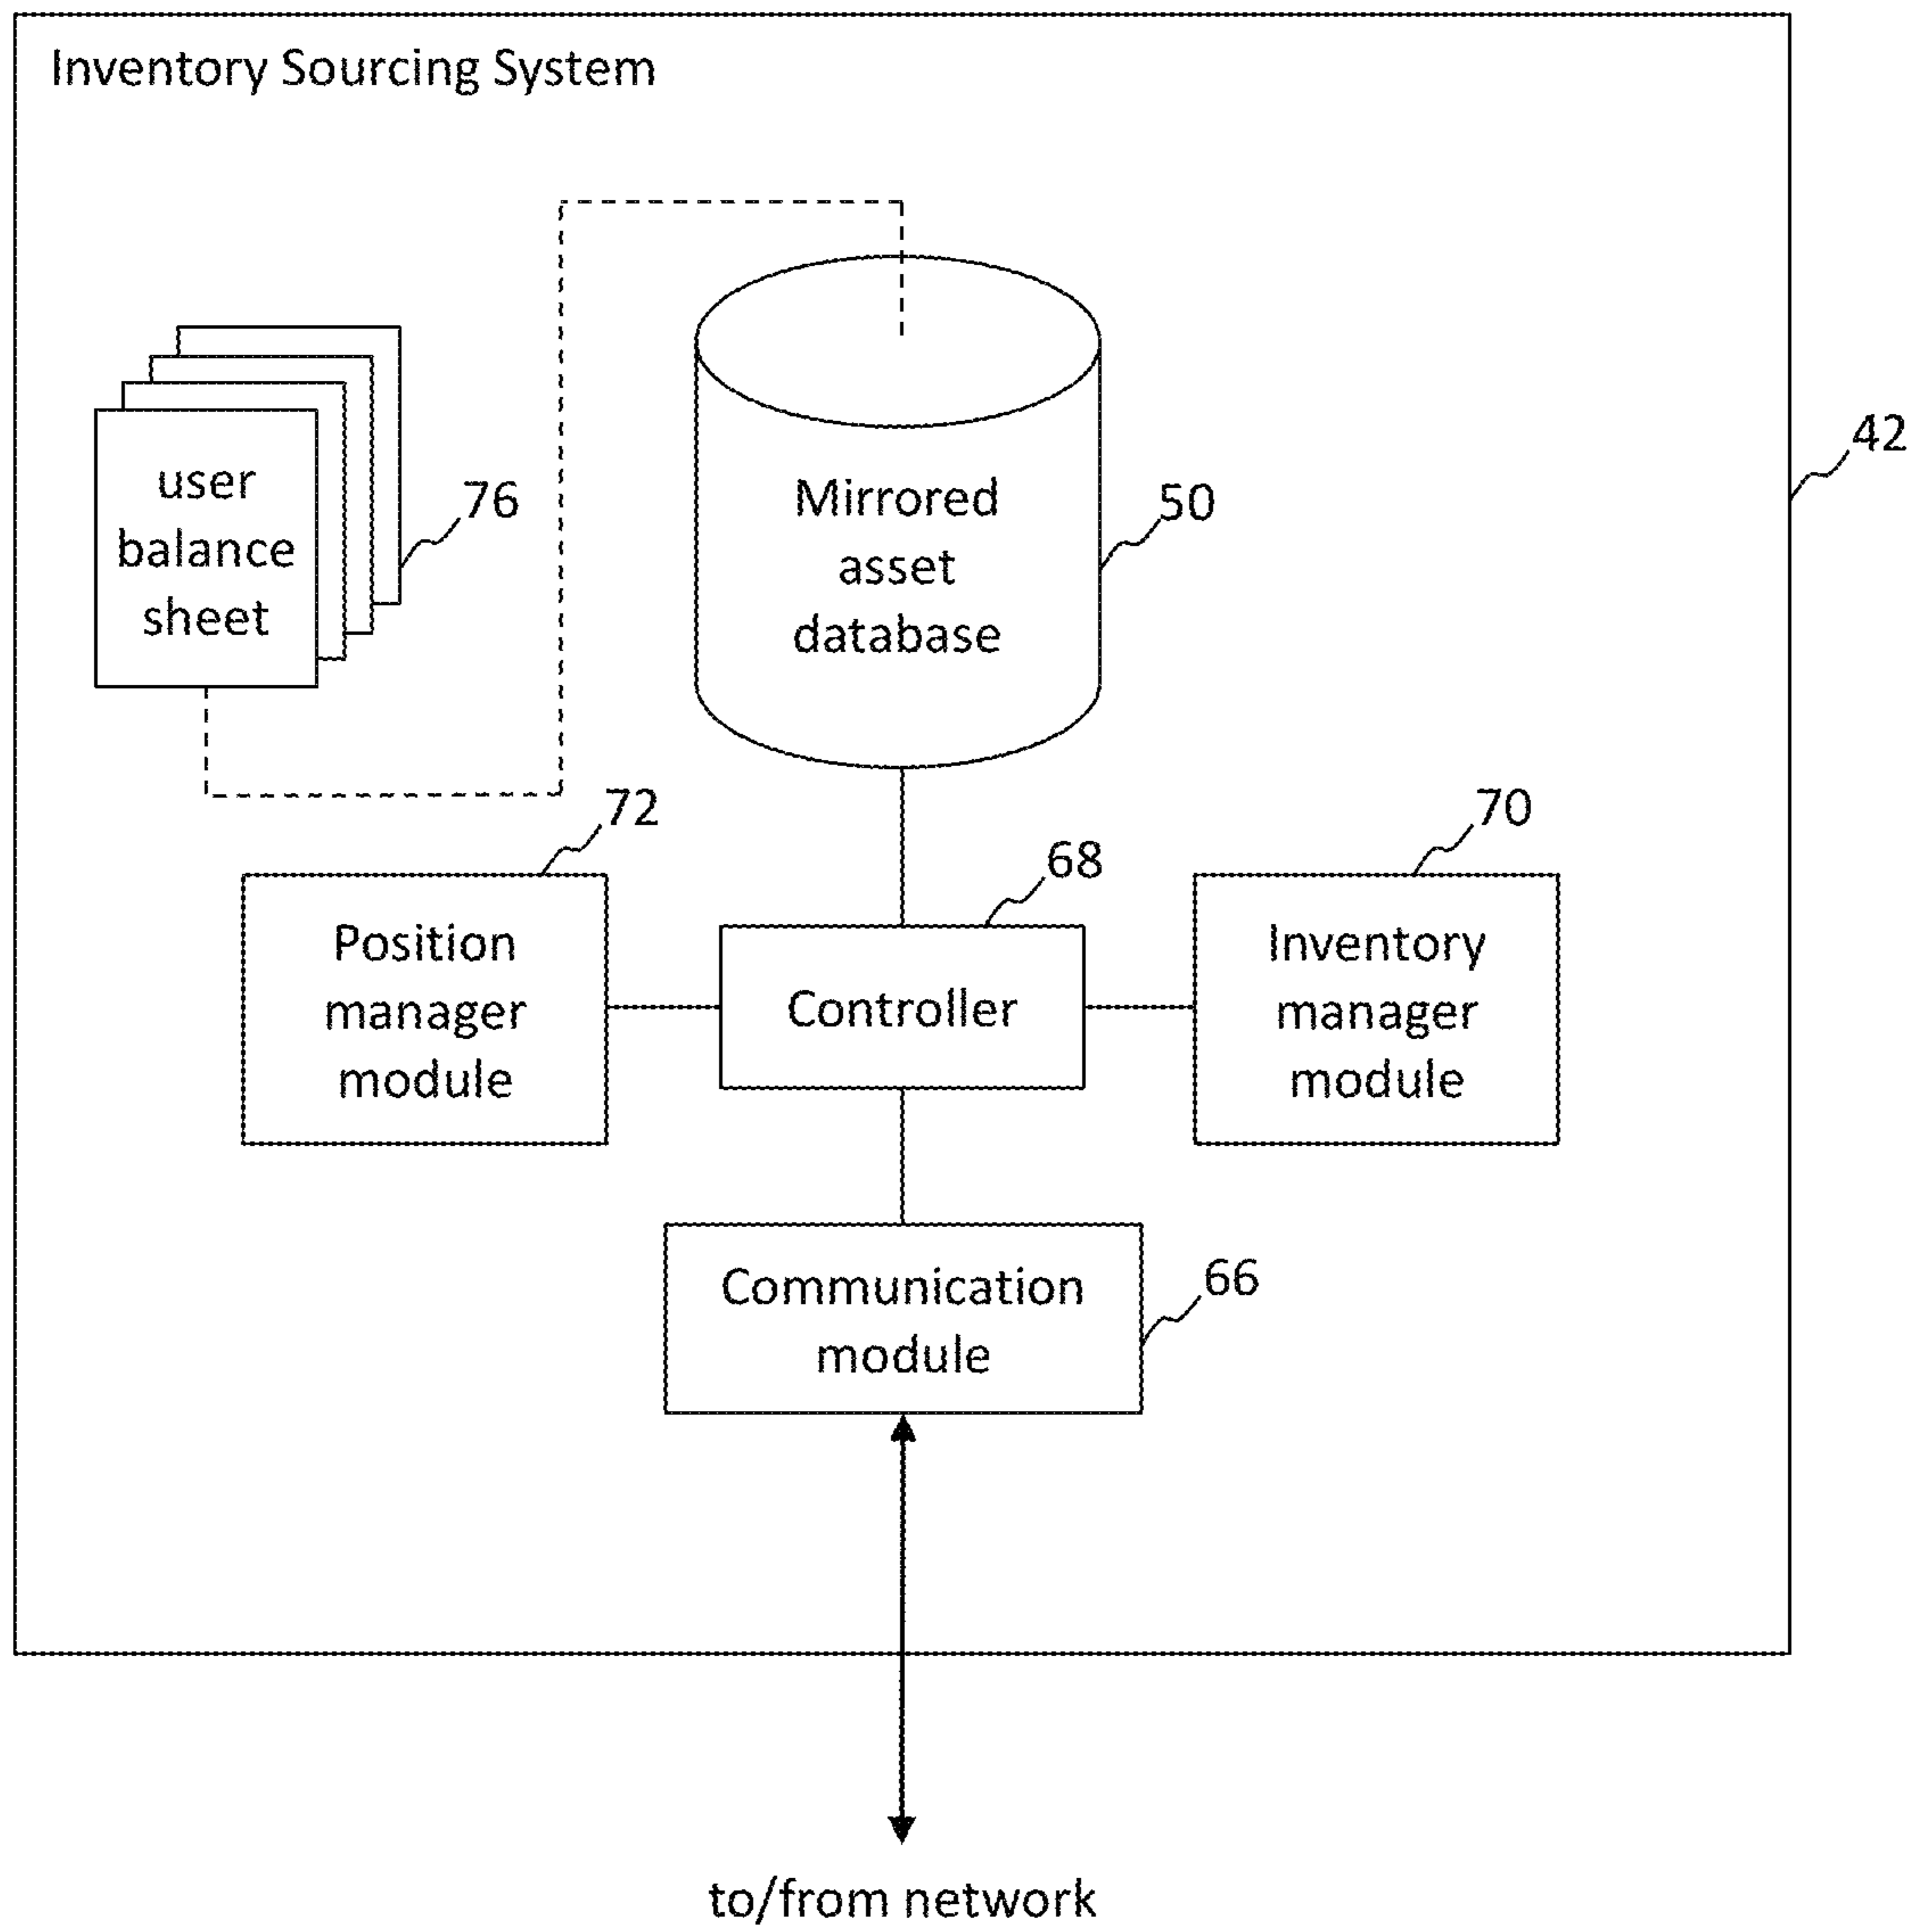 Inventory Sourcing System
42
user
balance
sheet
76
Mirrored
asset
database
50
72
Position
manager
module
68
Controller
70
Inventory
manager
module
Communication
module
66
to/from network